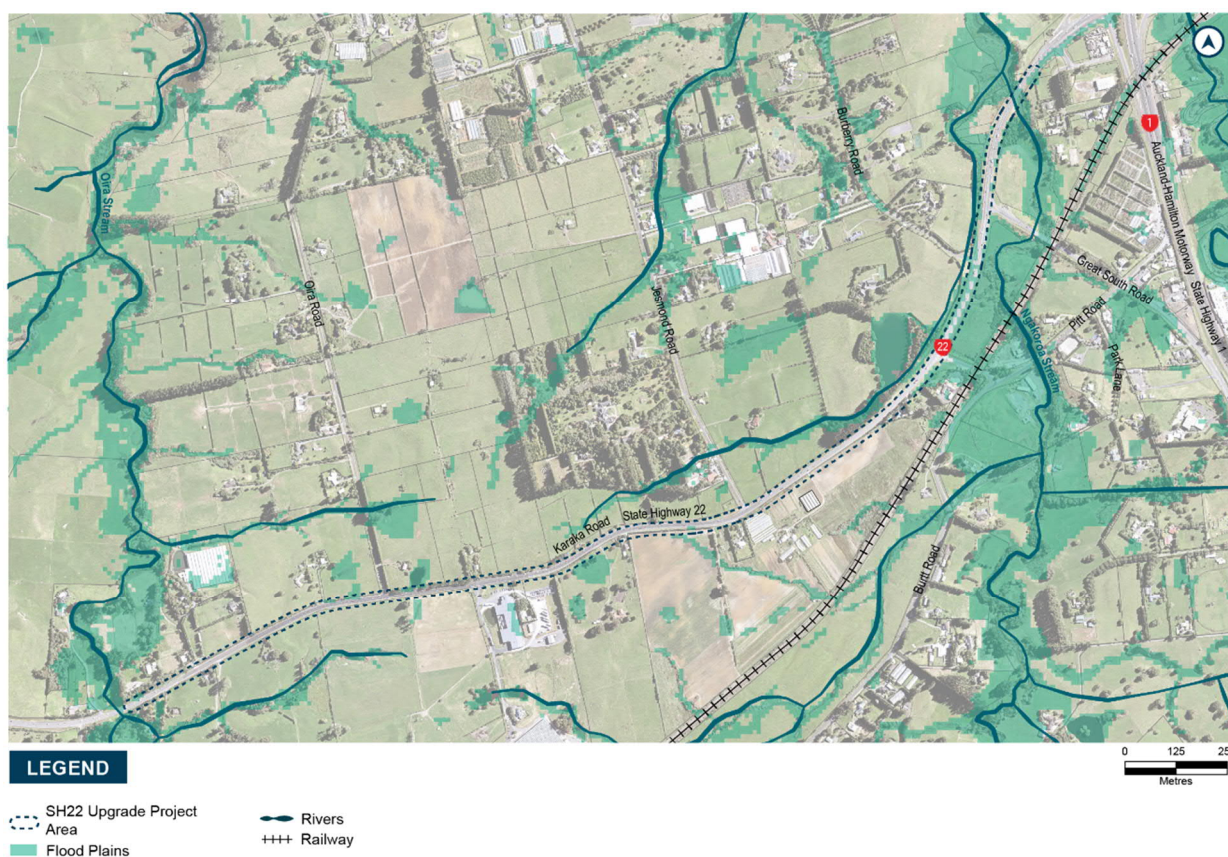 1
Burberry Road
Oira Stream
Auckland-Hamilton Motorway State Highway 1
Great South Road
Oira Road
Jesmond Road
Pitt Road
Ngakoroa Stream
22
Park Lane
Karaka Road State Highway 22
Burtt Road
LEGEND
0 125 25
Metres
SH22 Upgrade Project
Area
Rivers
Railway
Flood Plains